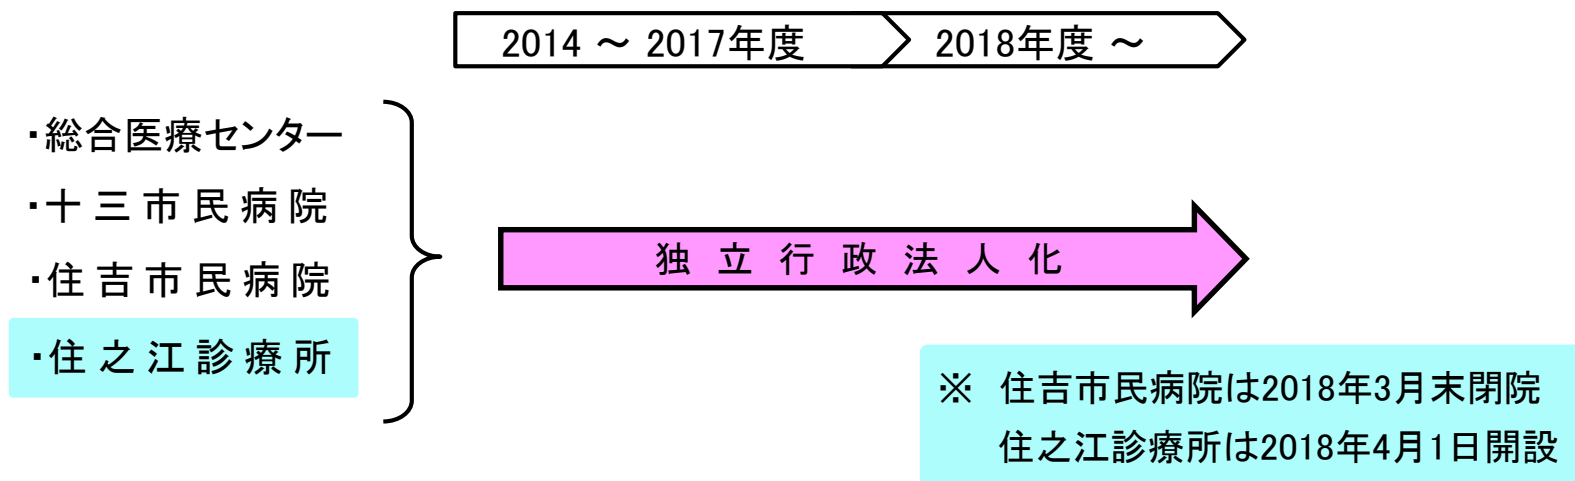 2014 ～ 2017年度
2018年度 ～
・総合医療センター
・十三市民病院
・住吉市民病院
・住之江診療所
独立行政法人化
※ 住吉市民病院は2018年3月末閉院
住之江診療所は2018年4月1日開設